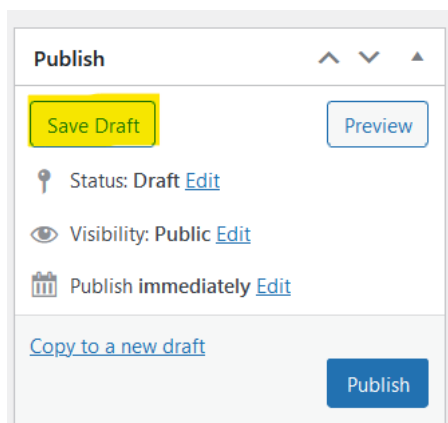 Publish
Save Draft Preview
Status: Draft Edit
Visibility: Public Edit
Publish immediately Edit
Copy to a new draft
Publish